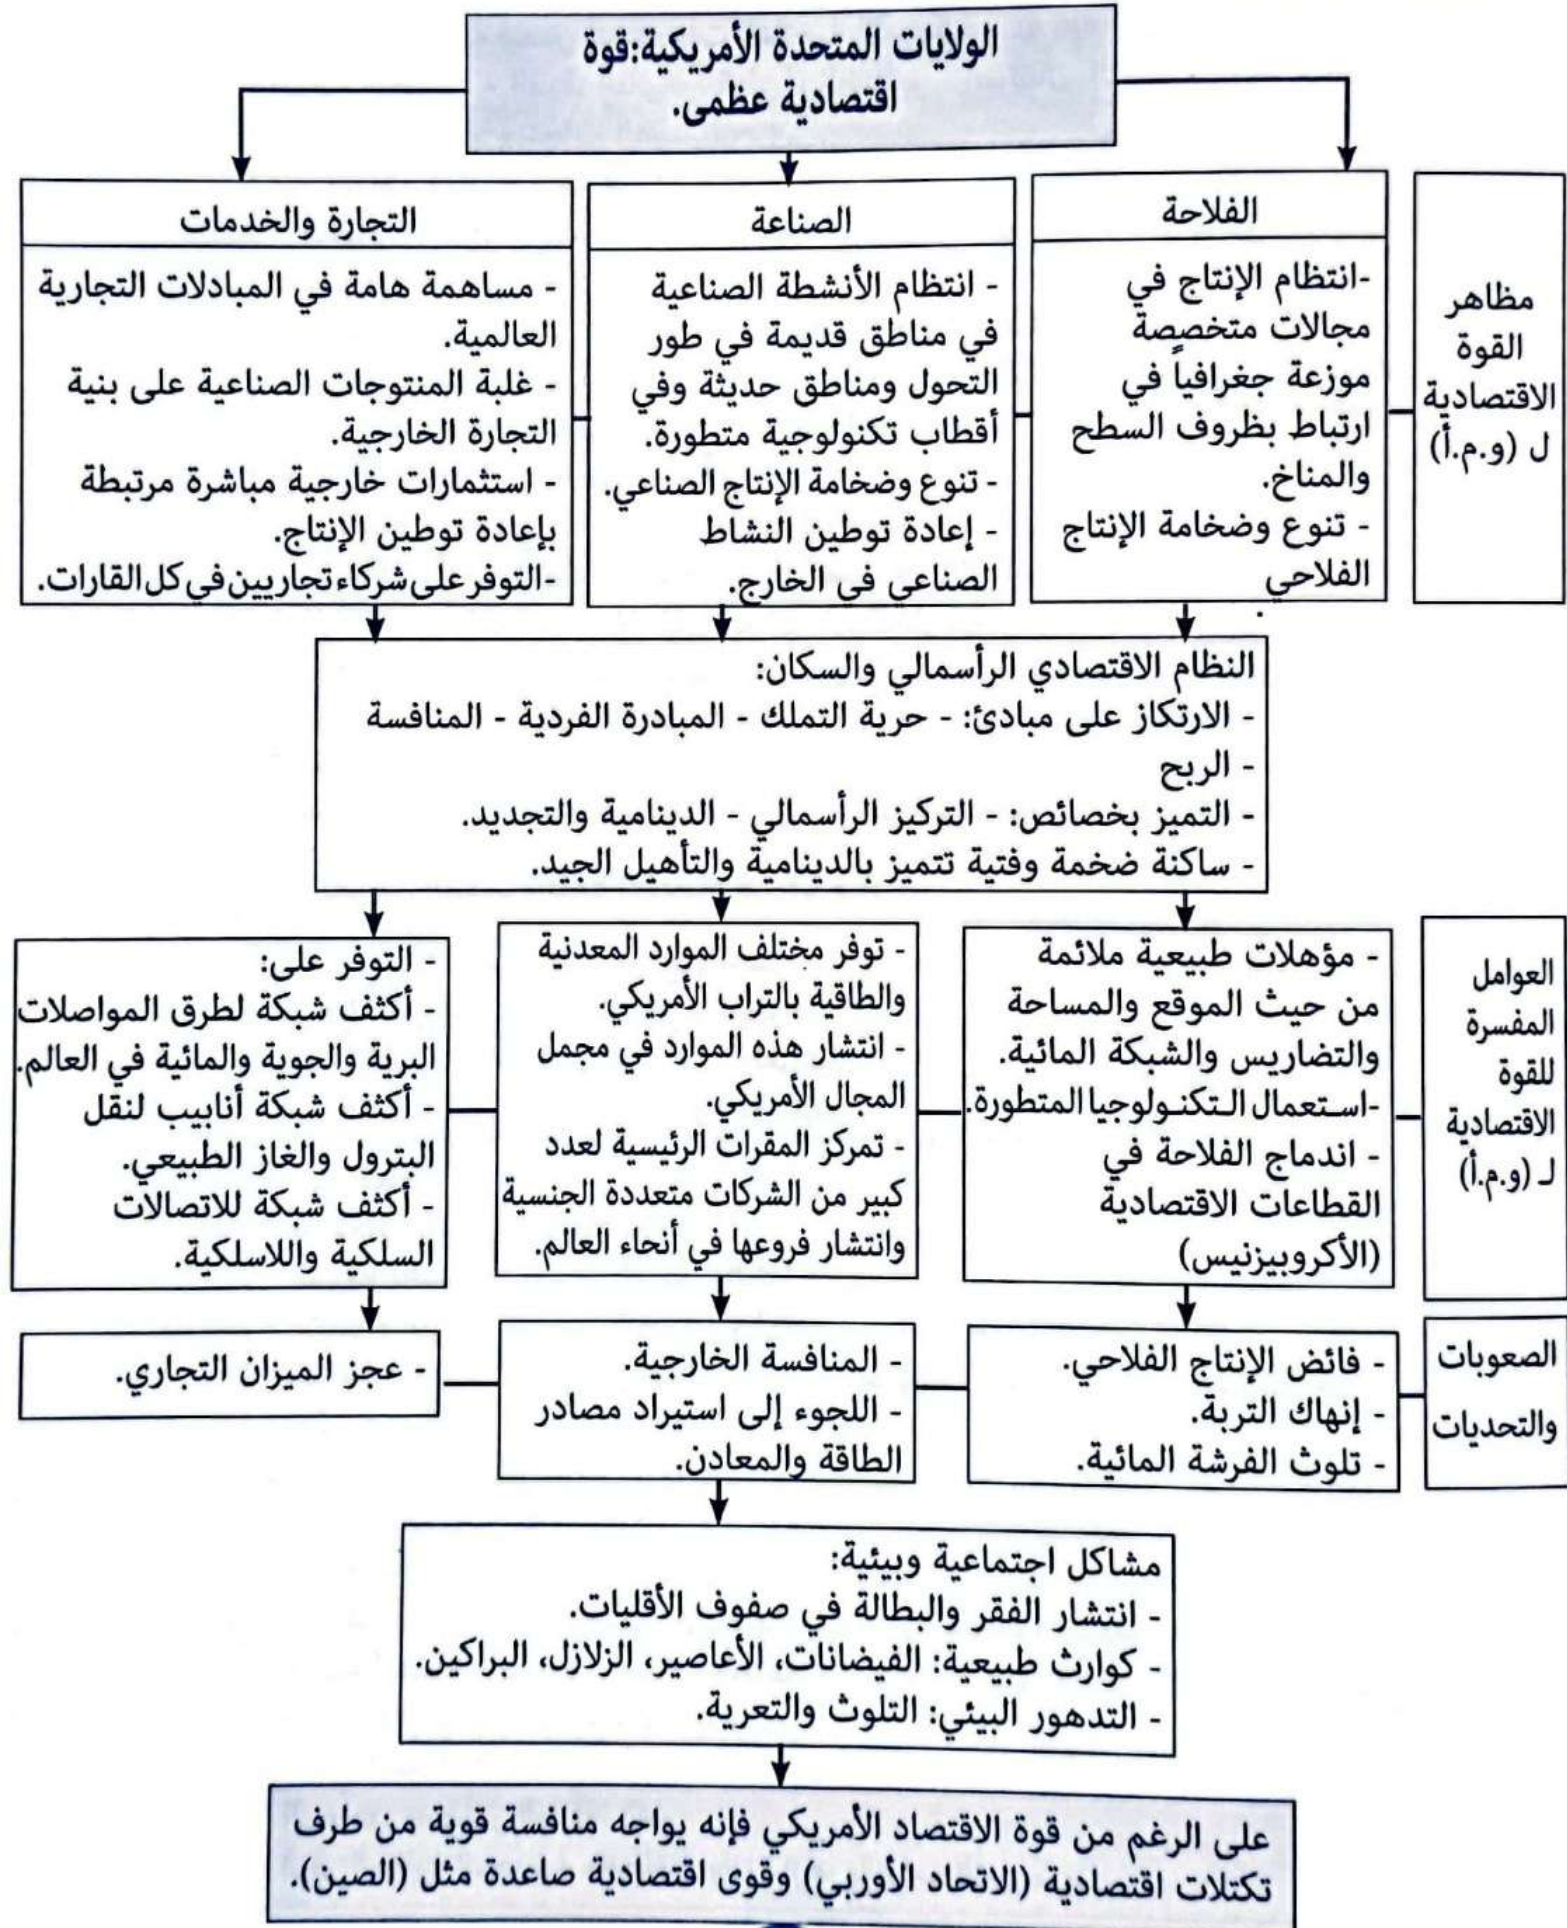 الولايات المتحدة الأمريكية:قوة
اقتصادية عظمى.
مظاهر
القوة
الاقتصادية
ل (و.م.أ)
الفلاحة
-انتظام الإنتاج في
مجالات متخصصة
موزعة جغرافياً في
ارتباط بظروف السطح
والمناخ.
- تنوع وضخامة الإنتاج
الفلاحي
.
الصناعة
- انتظام الأنشطة الصناعية
في مناطق قديمة في طور
التحول ومناطق حديثة وفي
أقطاب تكنولوجية متطورة.
- تنوع وضخامة الإنتاج الصناعي.
- إعادة توطين النشاط
الصناعي في الخارج.
التجارة والخدمات
- مساهمة هامة في المبادلات التجارية
العالمية.
- غلبة المنتوجات الصناعية على بنية
التجارة الخارجية.
- استثمارات خارجية مباشرة مرتبطة
بإعادة توطين الإنتاج.
-التوفر على شركاء تجاريين في كل القارات.
النظام الاقتصادي الرأسمالي والسكان:
- الارتكاز على مبادئ: - حرية التملك - المبادرة الفردية - المنافسة
- الربح
- التميز بخصائص: - التركيز الرأسمالي - الدينامية والتجديد.
- ساكنة ضخمة وفتية تتميز بالدينامية والتأهيل الجيد.
العوامل
المفسرة
للقوة
الاقتصادية
لـ (و.م.أ)
- مؤهلات طبيعية ملائمة
من حيث الموقع والمساحة
والتضاريس والشبكة المائية.
-استعمال التكنولوجيا المتطورة.
- اندماج الفلاحة في
القطاعات الاقتصادية
(الأكروبيزنيس)
- توفر مختلف الموارد المعدنية
والطاقية بالتراب الأمريكي.
- انتشار هذه الموارد في مجمل
المجال الأمريكي.
- تمركز المقرات الرئيسية لعدد
كبير من الشركات متعددة الجنسية
وانتشار فروعها في أنحاء العالم.
- التوفر على:
- أكثف شبكة لطرق المواصلات
البرية والجوية والمائية في العالم.
- أكثف شبكة أنابيب لنقل
البترول والغاز الطبيعي.
- أكثف شبكة للاتصالات
السلكية واللاسلكية.
الصعوبات
والتحديات
- فائض الإنتاج الفلاحي.
- إنهاك التربة.
- تلوث الفرشة المائية.
- المنافسة الخارجية.
- اللجوء إلى استيراد مصادر
الطاقة والمعادن.
- عجز الميزان التجاري.
مشاكل اجتماعية وبيئية:
- انتشار الفقر والبطالة في صفوف الأقليات.
- كوارث طبيعية: الفيضانات، الأعاصير، الزلازل، البراكين.
- التدهور البيئي: التلوث والتعرية.
على الرغم من قوة الاقتصاد الأمريكي فإنه يواجه منافسة قوية من طرف
تكتلات اقتصادية (الاتحاد الأوربي) وقوى اقتصادية صاعدة مثل (الصين).